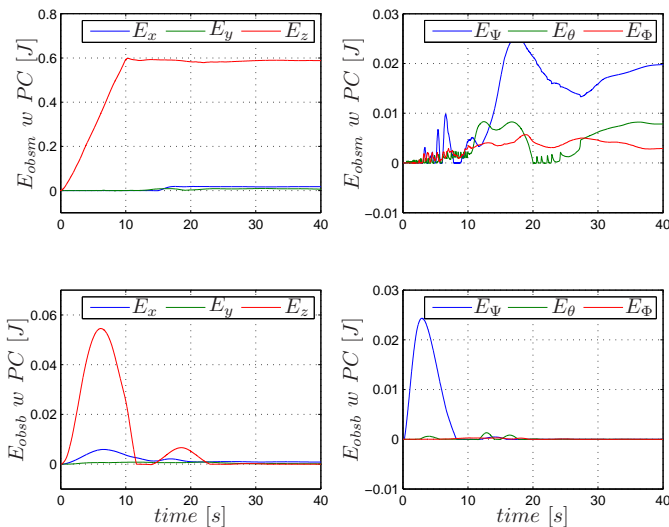 E_x E_y E_z
E_obsm w PC [J]
0.8
0.6
0.4
0.2
0
0 10 20 30 40
E_Ψ E_θ E_Φ
E_obsm w PC [J]
0.03
0.02
0.01
0
−0.01
0 10 20 30 40
E_x E_y E_z
E_obsb w PC [J]
0.06
0.04
0.02
0
0 10 20 30 40
time [s]
E_Ψ E_θ E_Φ
E_obsb w PC [J]
0.03
0.02
0.01
0
−0.01
0 10 20 30 40
time [s]